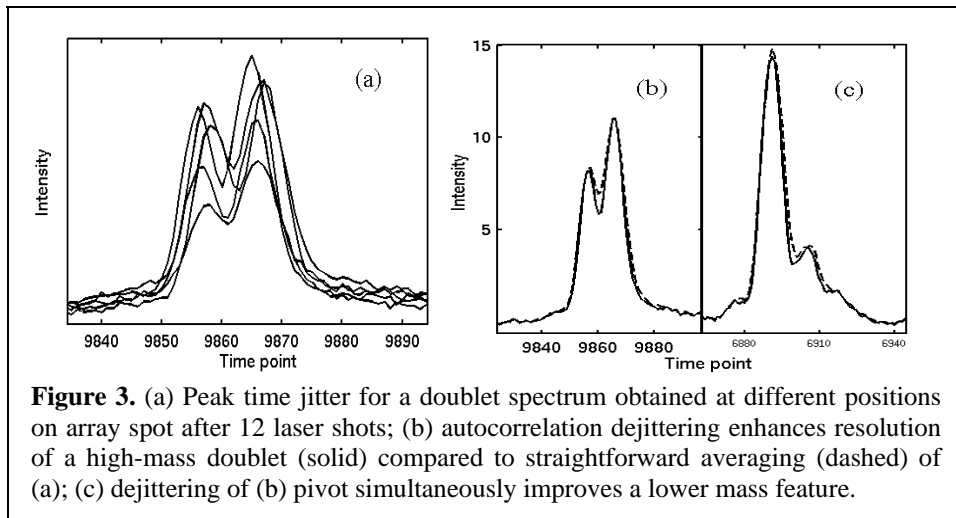 (a)
Intensity
9840 9850 9860 9870 9880 9890
Time point
15
10
5
Intensity
(b)
(c)
9840 9860 9880
6880 6910 6940
Time point
Figure 3. (a) Peak time jitter for a doublet spectrum obtained at different positions
on array spot after 12 laser shots; (b) autocorrelation dejittering enhances resolution
of a high-mass doublet (solid) compared to straightforward averaging (dashed) of
(a); (c) dejittering of (b) pivot simultaneously improves a lower mass feature.